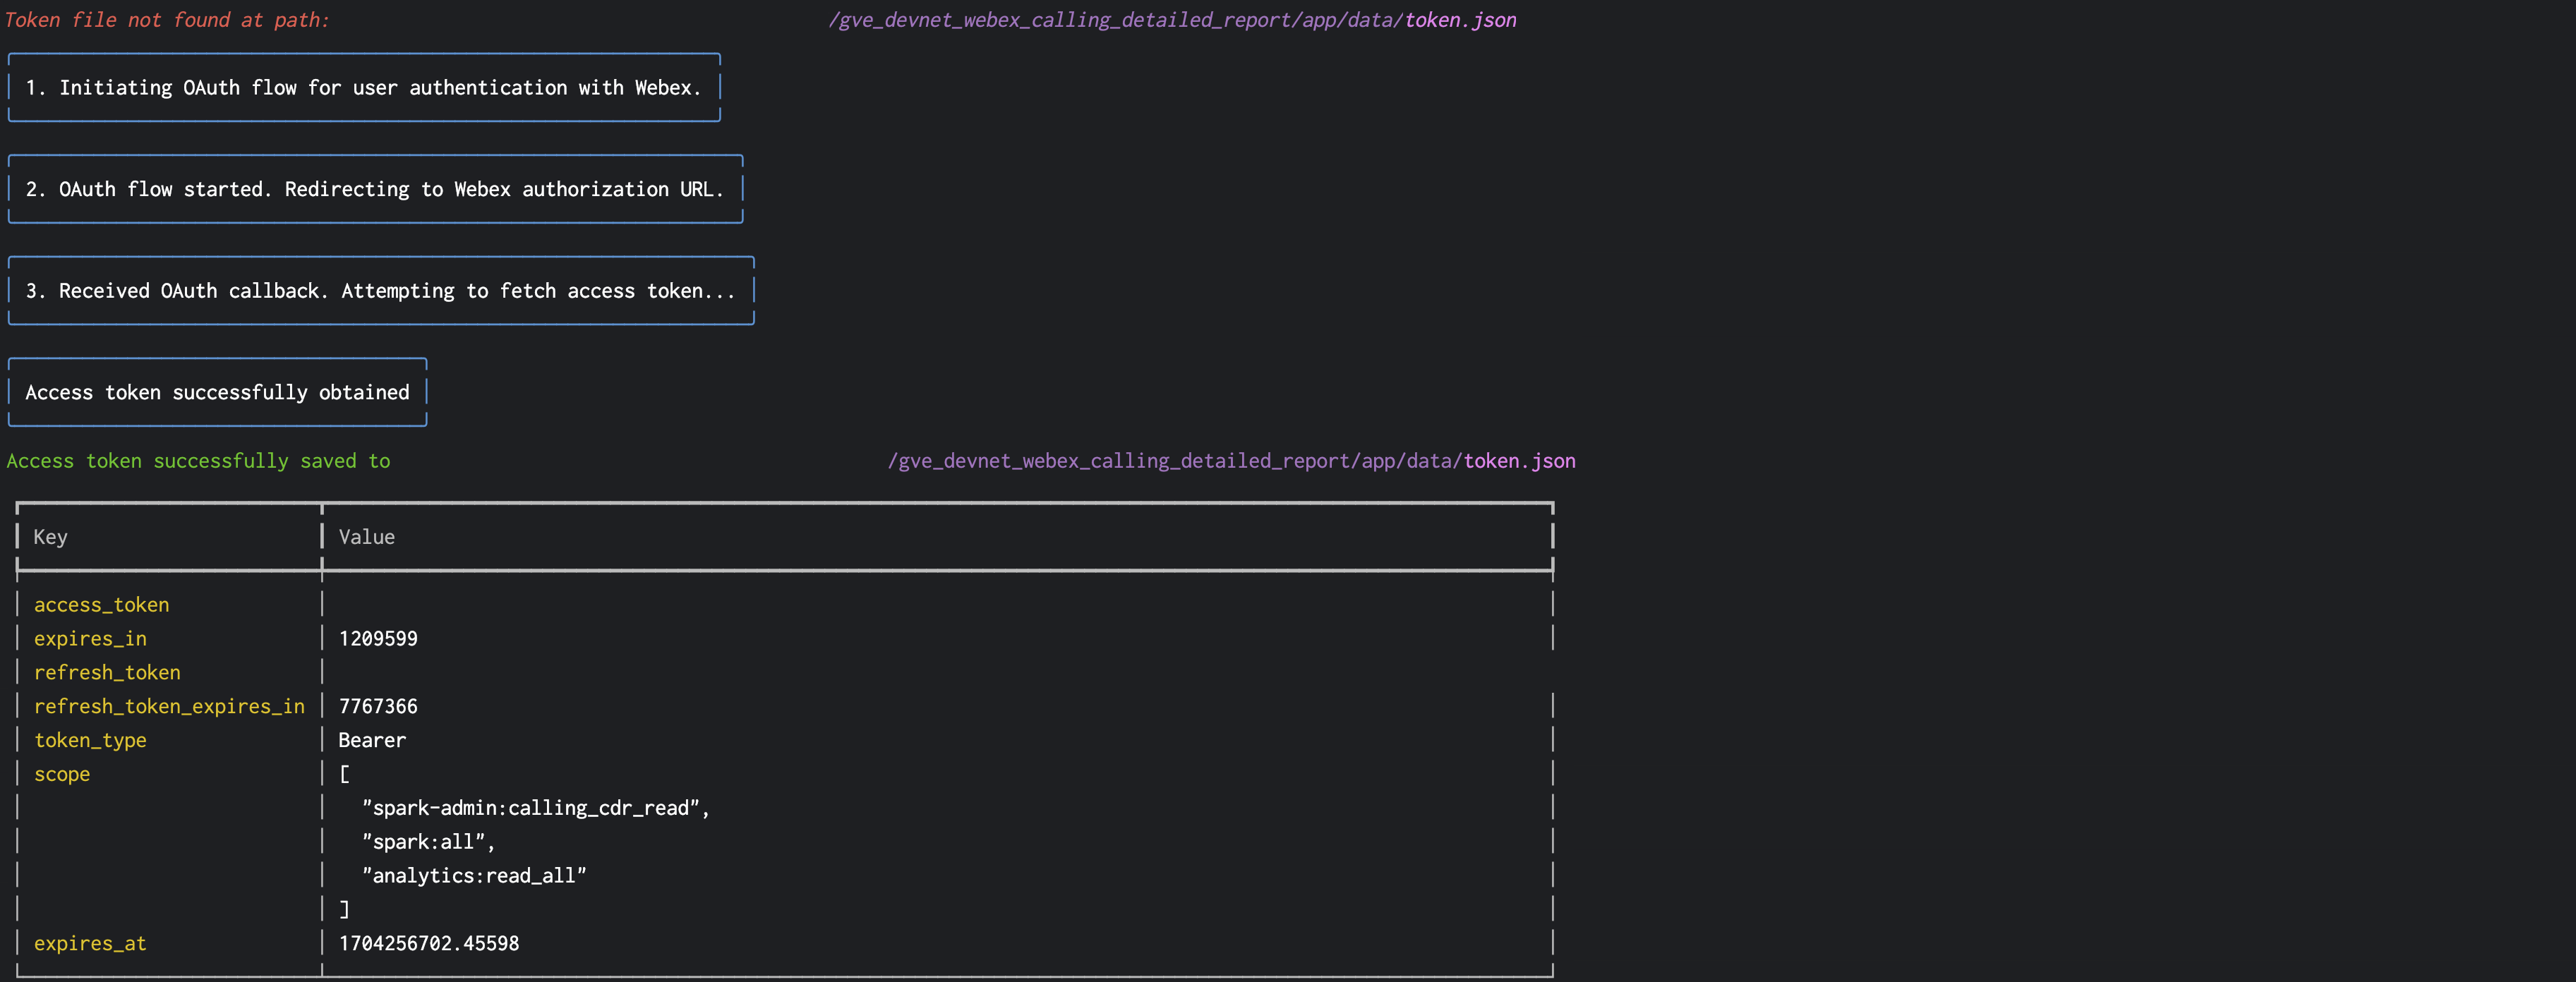 Token file not found at path: /gve_devnet_webex_calling_detailed_report/app/data/token.json
1. Initiating OAuth flow for user authentication with Webex.
2. OAuth flow started. Redirecting to Webex authorization URL.
3. Received OAuth callback. Attempting to fetch access token...
Access token successfully obtained
Access token successfully saved to /gve_devnet_webex_calling_detailed_report/app/data/token.json
Key Value
access_token
expires_in 1209599
refresh_token
refresh_token_expires_in 7767366
token_type Bearer
scope [
"spark-admin:calling_cdr_read",
"spark:all",
"analytics:read_all"
]
expires_at 1704256702.45598